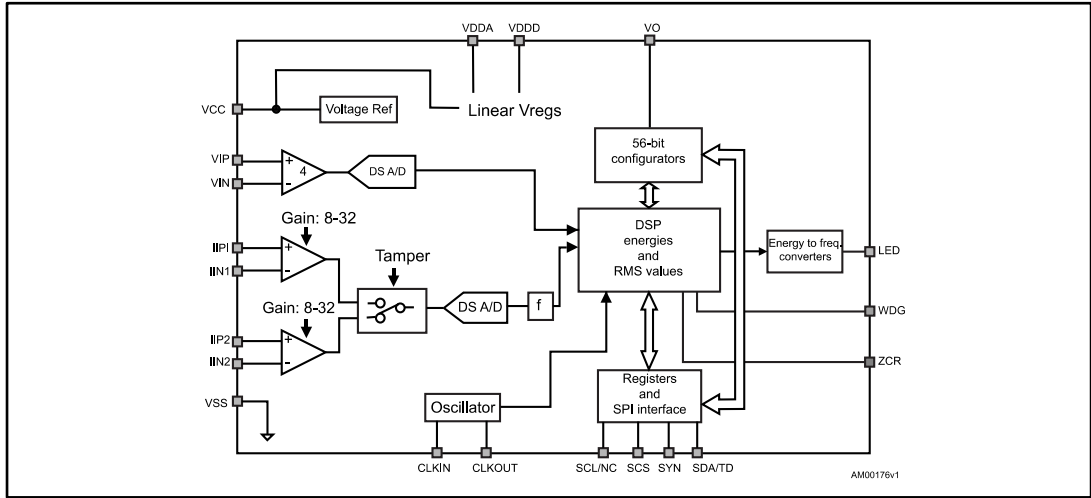 VDDA VDDD VO
VCC
Voltage Ref
Linear Vregs
56-bit
configurators
VIP
VIN
+
4
-
DS A/D
Gain: 8-32
DSP
energies
and
RMS values
Energy to freq.
converters
LED
IIPI
IIN1
+
-
Tamper
DS A/D
f
Gain: 8-32
WDG
IIP2
IIN2
+
-
ZCR
VSS
Oscillator
Registers
and
SPI interface
CLKIN CLKOUT SCL/NC SCS SYN SDA/TD
AM00176v1